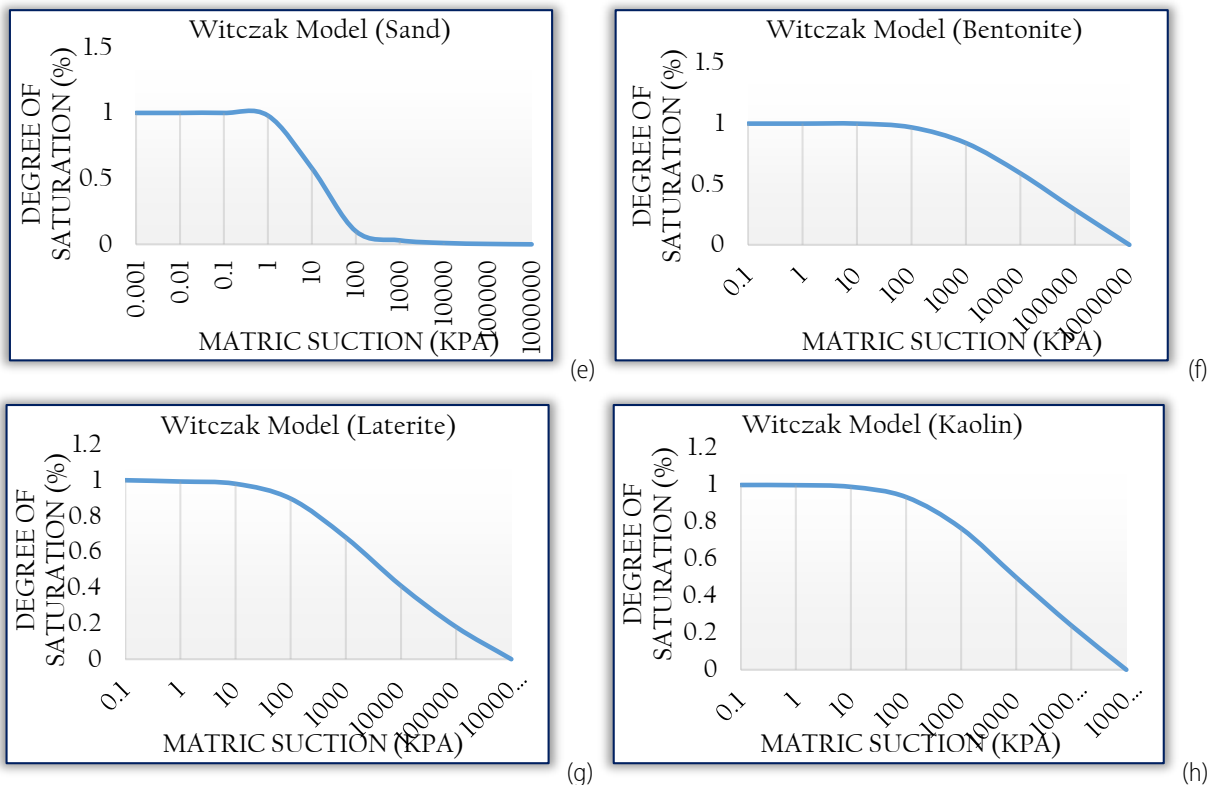 Witczak Model (Sand)
DEGREE OF
SATURATION (%)
1.5
1
0.5
0
0.001
0.01
0.1
1
10
100
1000
10000
100000
1000000
MATRIC SUCTION (KPA)
(e)
Witczak Model (Bentonite)
DEGREE OF
SATURATION (%)
1.5
1
0.5
0
0.1
1
10
100
1000
10000
100000
1000000
MATRIC SUCTION (KPA)
(f)
Witczak Model (Laterite)
DEGREE OF
SATURATION (%)
1.2
1
0.8
0.6
0.4
0.2
0
0.1
1
10
100
1000
10000
100000
10000...
MATRIC SUCTION (KPA)
(g)
Witczak Model (Kaolin)
DEGREE OF
SATURATION (%)
1.2
1
0.8
0.6
0.4
0.2
0
0.1
1
10
100
1000
10000
1000...
1000...
MATRIC SUCTION (KPA)
(h)